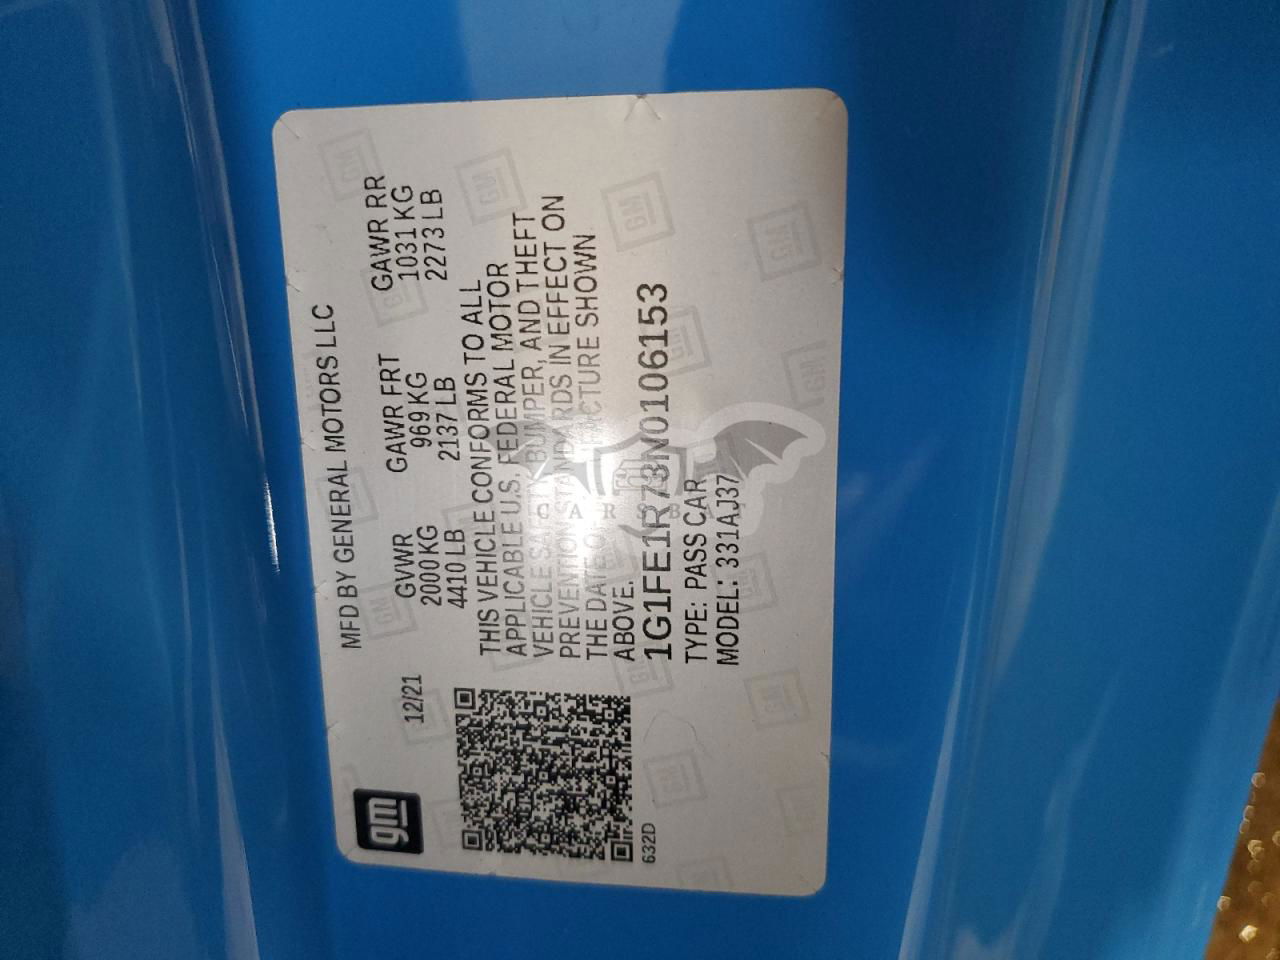 gm
MFD BY GENERAL MOTORS LLC
12/21
GVWR GAWR FRT GAWR RR
2000 KG 969 KG 1031 KG
4410 LB 2137 LB 2273 LB
THIS VEHICLE CONFORMS TO ALL
APPLICABLE U.S. FEDERAL MOTOR
VEHICLE SAFETY, BUMPER, AND THEFT
PREVENTION STANDARDS IN EFFECT ON
THE DATE MANUFACTURE SHOWN
ABOVE.
1G1FE1R73N0106153
TYPE: PASS CAR
MODEL: 331AJ37
632D
CARSBAT